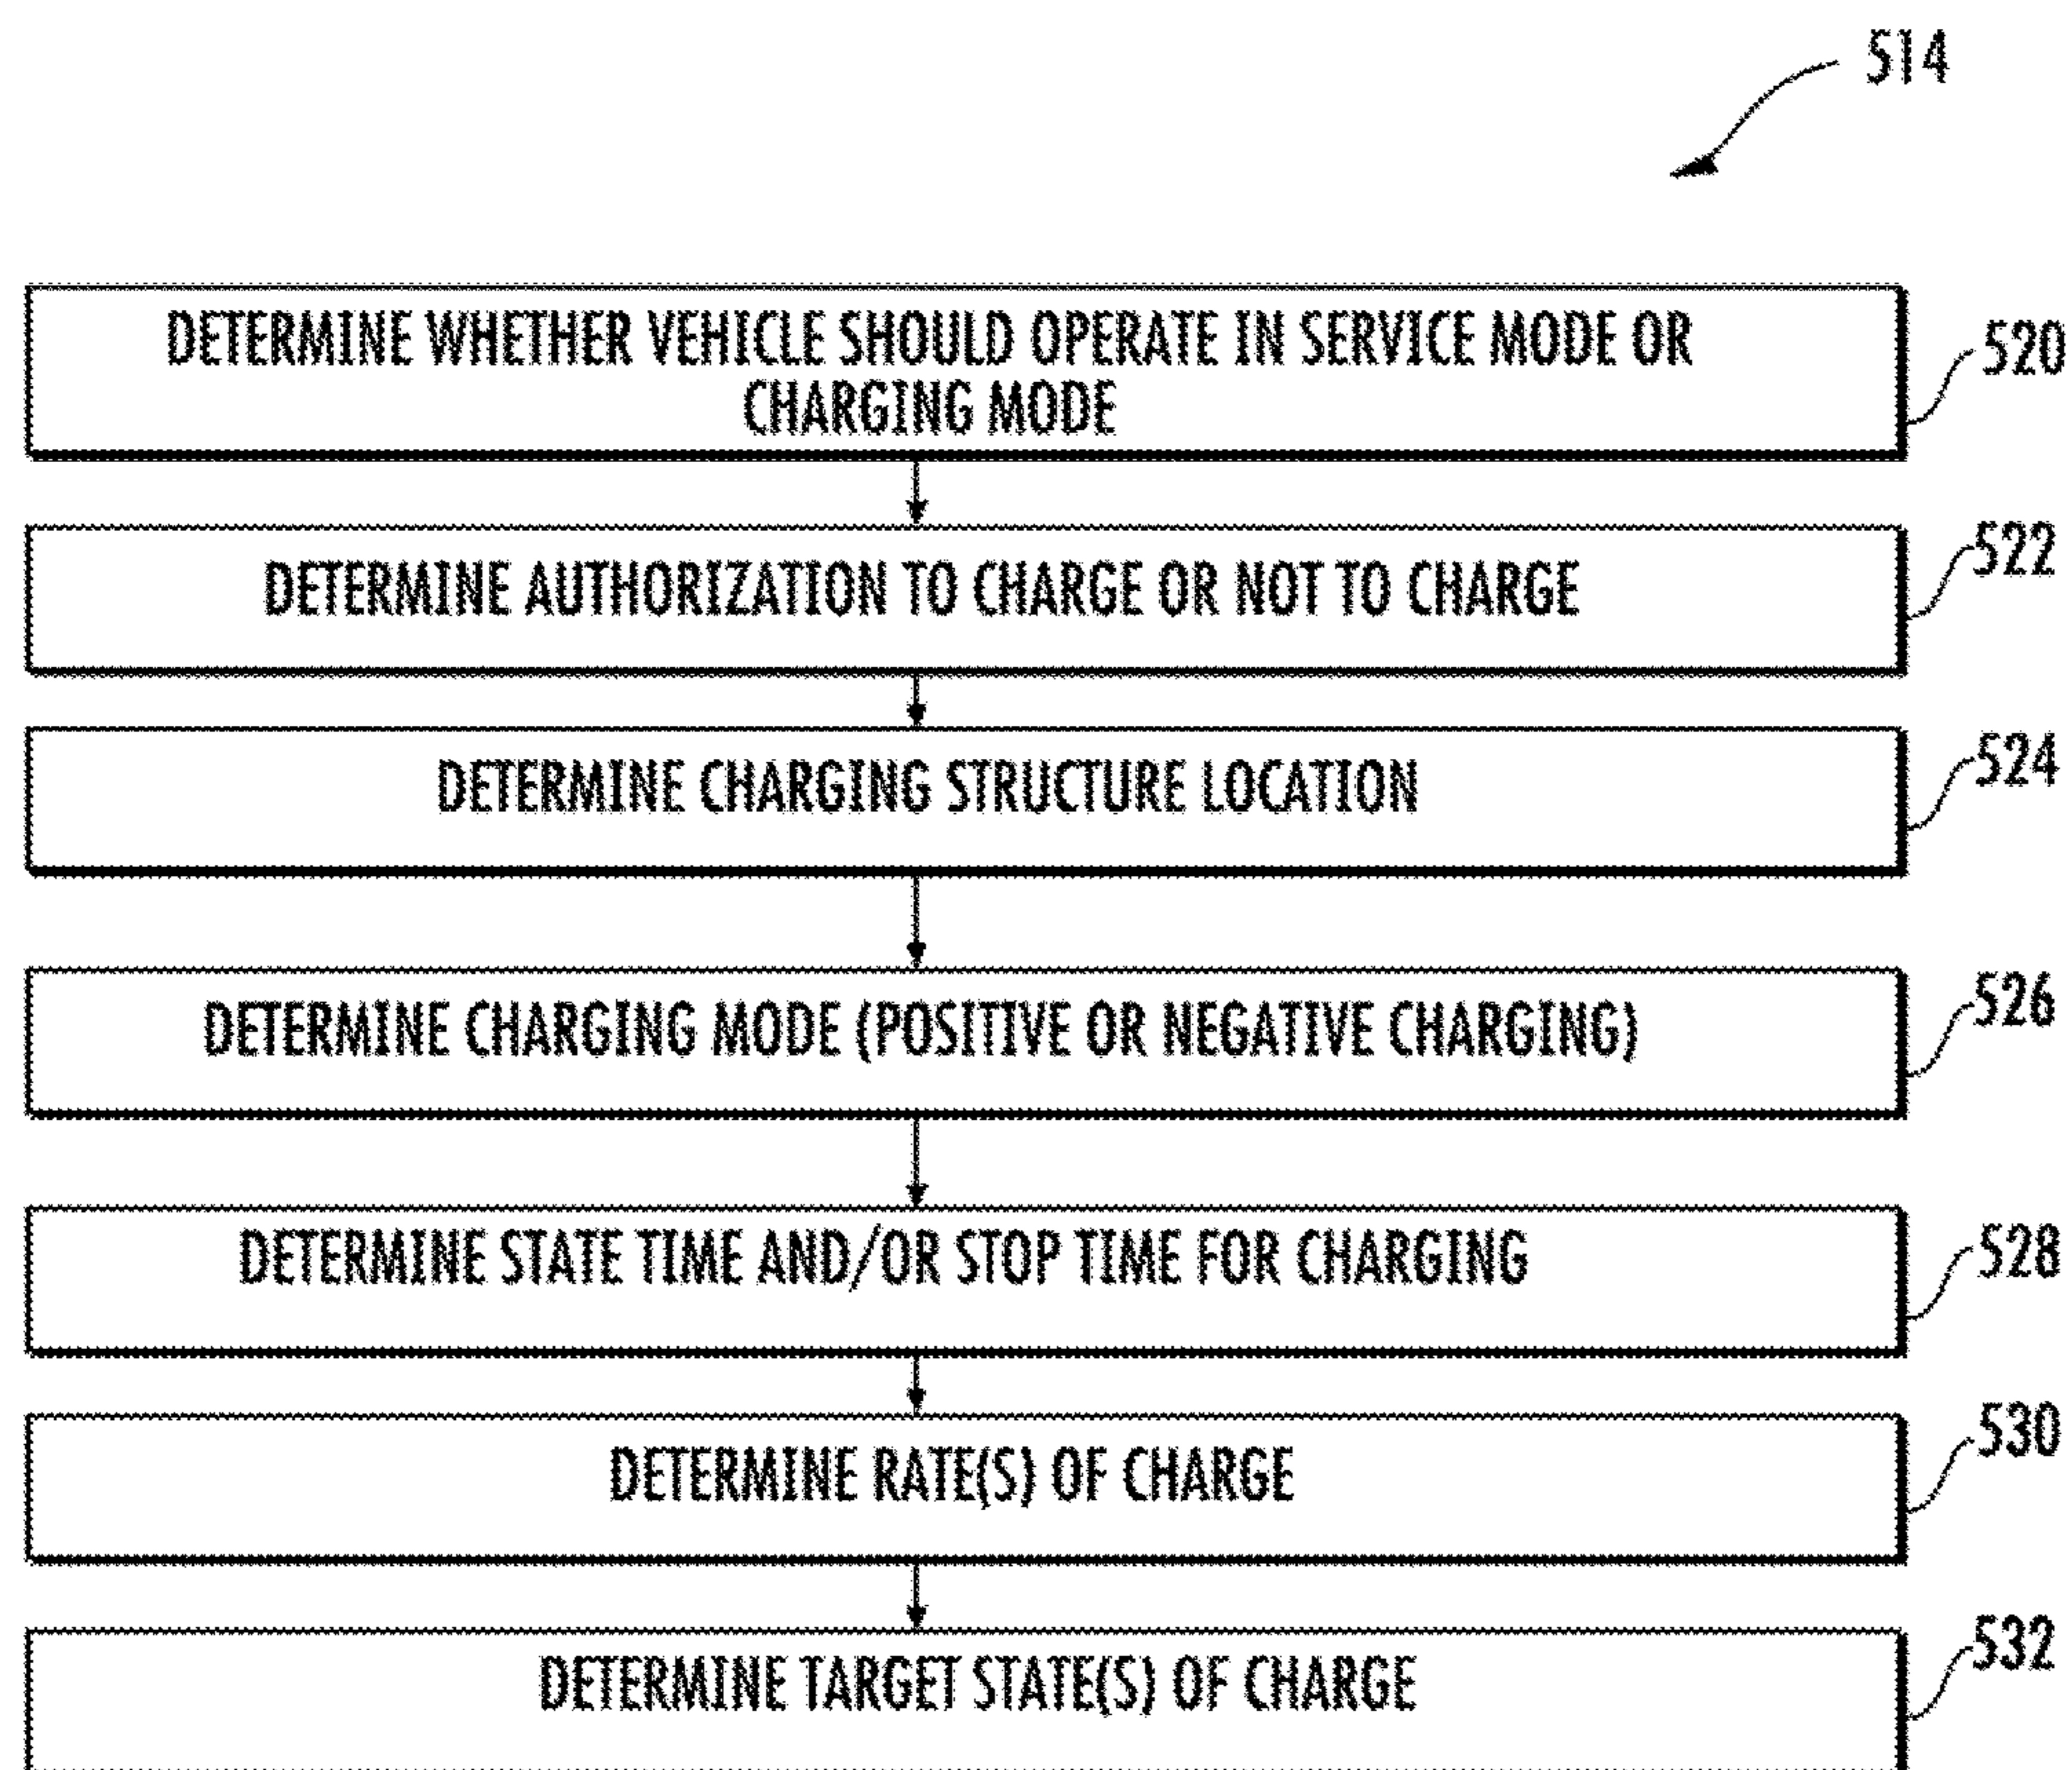 514
DETERMINE WHETHER VEHICLE SHOULD OPERATE IN SERVICE MODE OR
CHARGING MODE
520
DETERMINE AUTHORIZATION TO CHARGE OR NOT TO CHARGE
522
DETERMINE CHARGING STRUCTURE LOCATION
524
DETERMINE CHARGING MODE (POSITIVE OR NEGATIVE CHARGING)
526
DETERMINE STATE TIME AND/OR STOP TIME FOR CHARGING
528
DETERMINE RATE(S) OF CHARGE
530
DETERMINE TARGET STATE(S) OF CHARGE
532